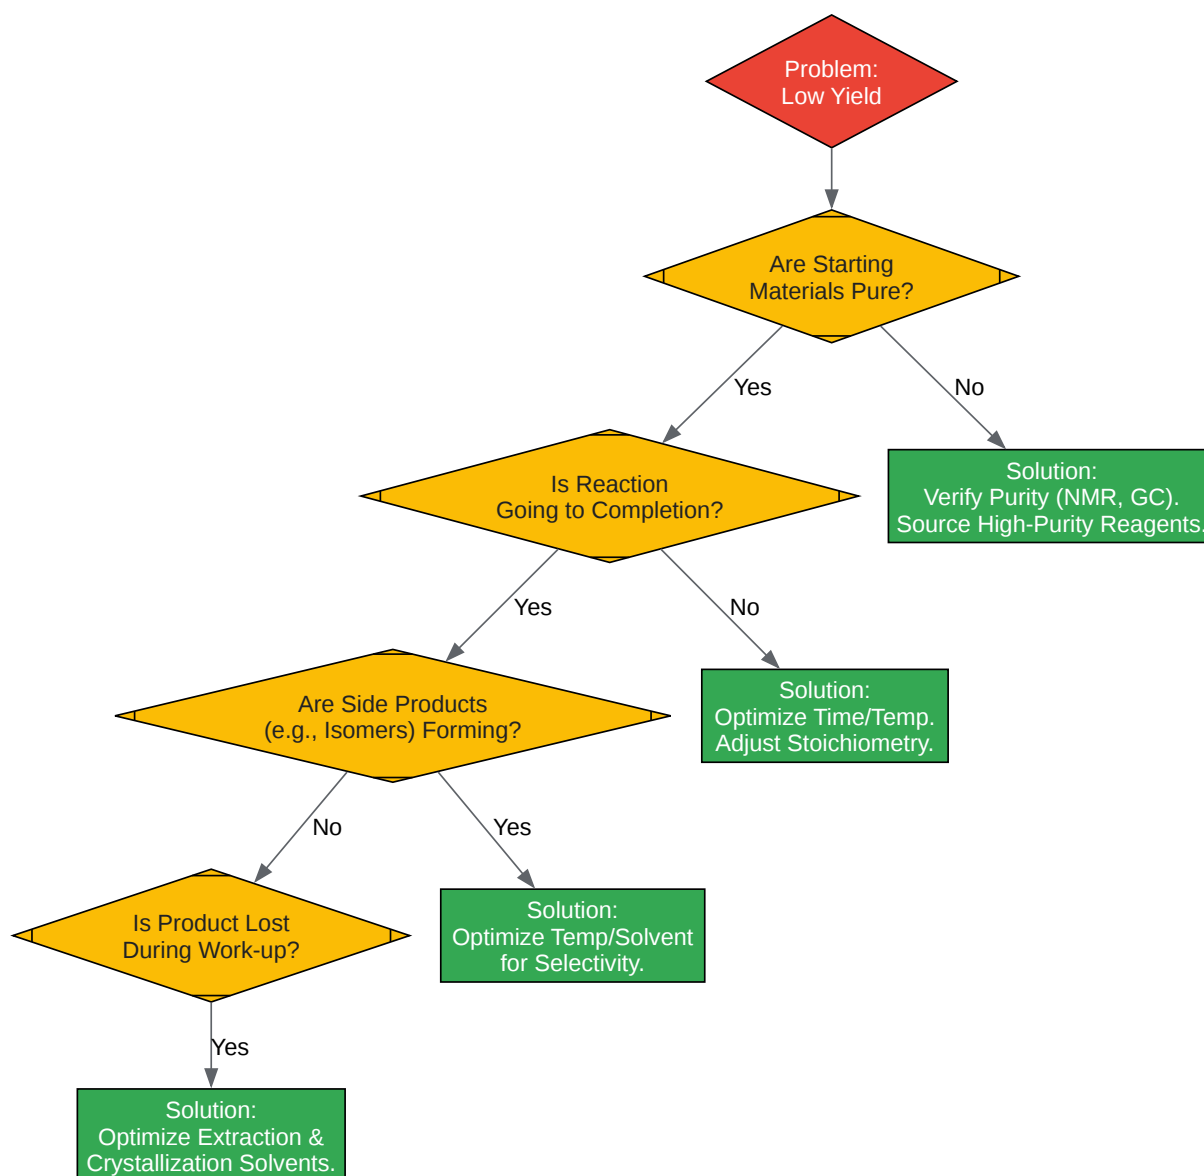 Problem:
Low Yield
Are Starting
Materials Pure?
Yes
No
Is Reaction
Going to Completion?
Solution:
Verify Purity (NMR, GC).
Source High-Purity Reagents.
Yes
No
Are Side Products
(e.g., Isomers) Forming?
Solution:
Optimize Time/Temp.
Adjust Stoichiometry.
No
Yes
Is Product Lost
During Work-up?
Solution:
Optimize Temp/Solvent
for Selectivity.
Yes
Solution:
Optimize Extraction &
Crystallization Solvents.